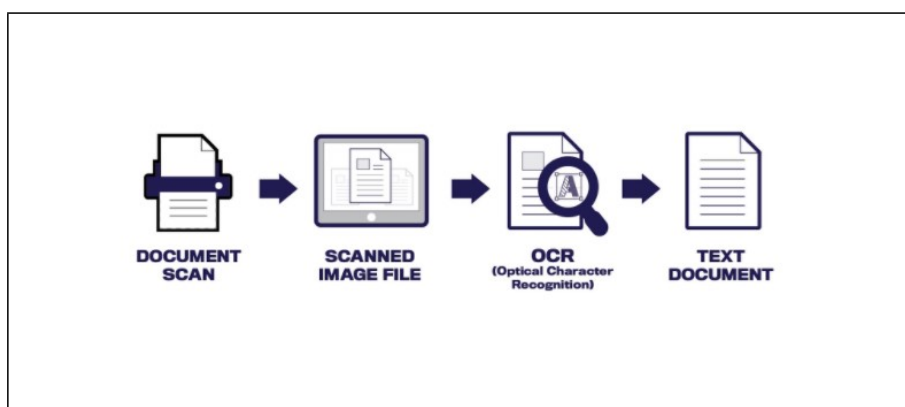 DOCUMENT
SCAN
SCANNED
IMAGE FILE
OCR
(Optical Character
Recognition)
A
TEXT
DOCUMENT